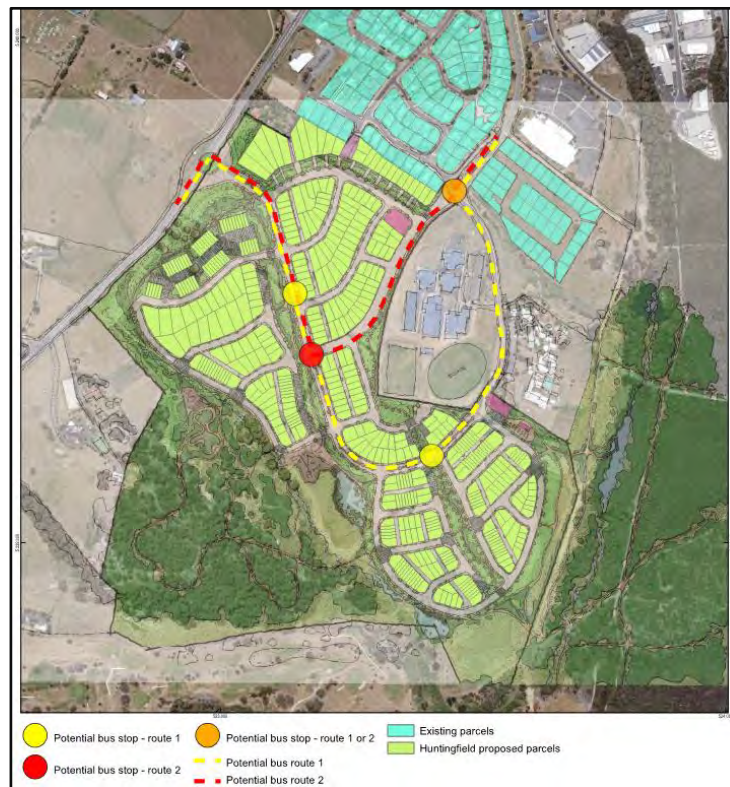 Potential bus stop - route 1
Potential bus stop - route 2
Potential bus stop - route 1 or 2
Potential bus route 1
Potential bus route 2
Existing parcels
Huntingfield proposed parcels